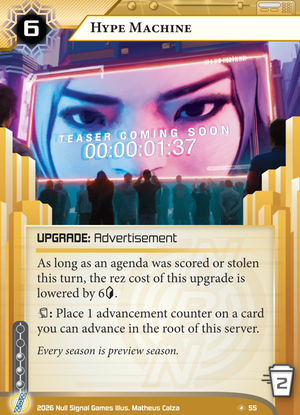 6
Hype Machine
TEASER COMING SOON
00:00:01:37
UPGRADE: Advertisement
As long as an agenda was scored or stolen
this turn, the rez cost of this upgrade is
lowered by 6.
: Place 1 advancement counter on a card
you can advance in the root of this server.
Every season is preview season.
2
2026 Null Signal Games Illus. Matheus Calza
55